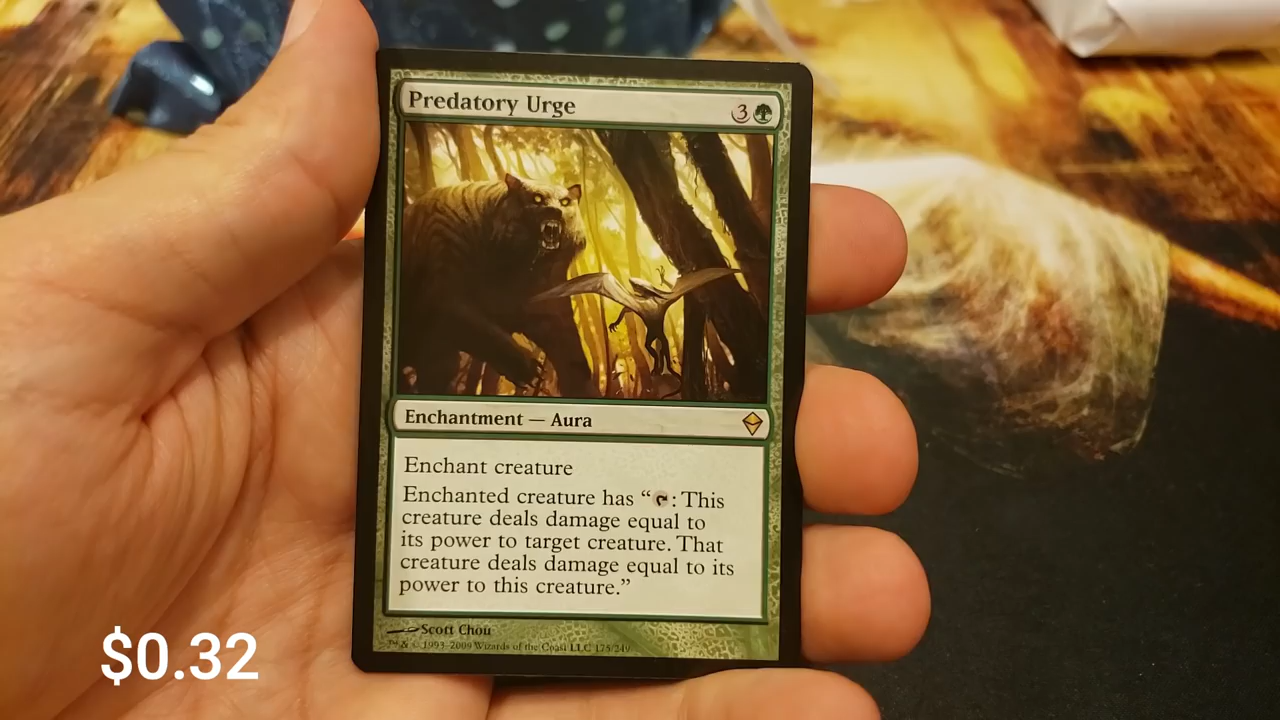 Predatory Urge
3
Enchantment — Aura
Enchant creature
Enchanted creature has “: This
creature deals damage equal to
its power to target creature. That
creature deals damage equal to its
power to this creature.”
Scott Chou
™ & © 1993-2009 Wizards of the Coast LLC 175/249
$0.32